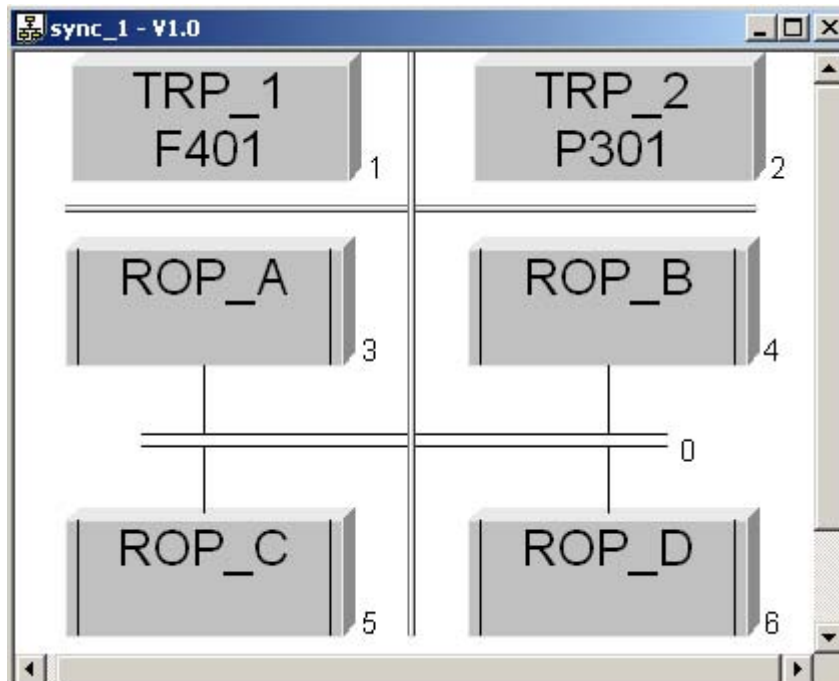 sync_1 - V1.0
TRP_1
F401
1
TRP_2
P301
2
ROP_A
3
ROP_B
4
0
ROP_C
5
ROP_D
6